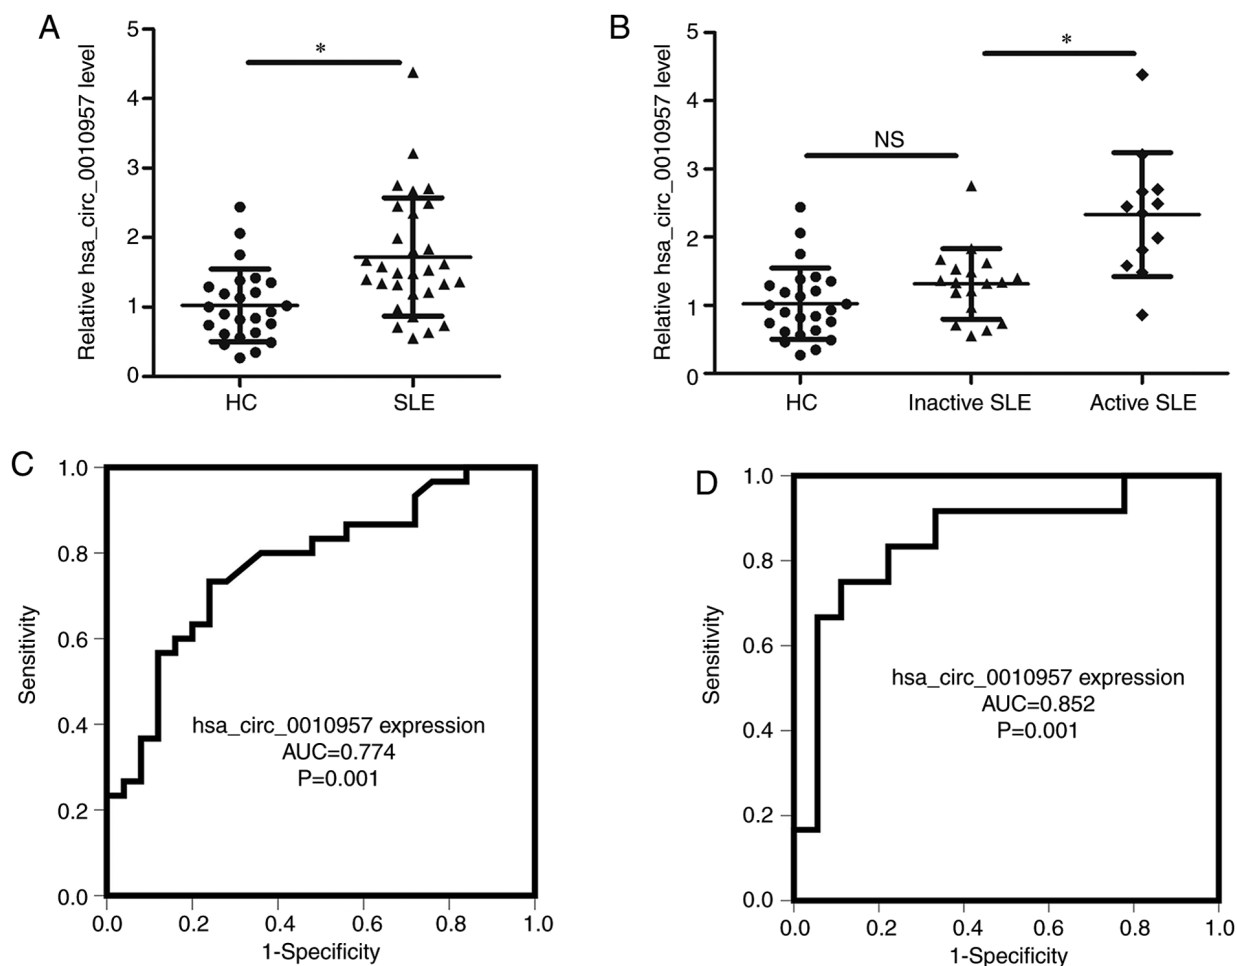 A
Relative hsa_circ_0010957 level
5
4
3
2
1
0
*
HC
SLE
B
Relative hsa_circ_0010957 level
5
4
3
2
1
0
NS
*
HC
Inactive SLE
Active SLE
C
Sensitivity
1.0
0.8
0.6
0.4
0.2
0.0
hsa_circ_0010957 expression
AUC=0.774
P=0.001
0.0 0.2 0.4 0.6 0.8 1.0
1-Specificity
D
Sensitivity
1.0
0.8
0.6
0.4
0.2
0.0
hsa_circ_0010957 expression
AUC=0.852
P=0.001
0.0 0.2 0.4 0.6 0.8 1.0
1-Specificity